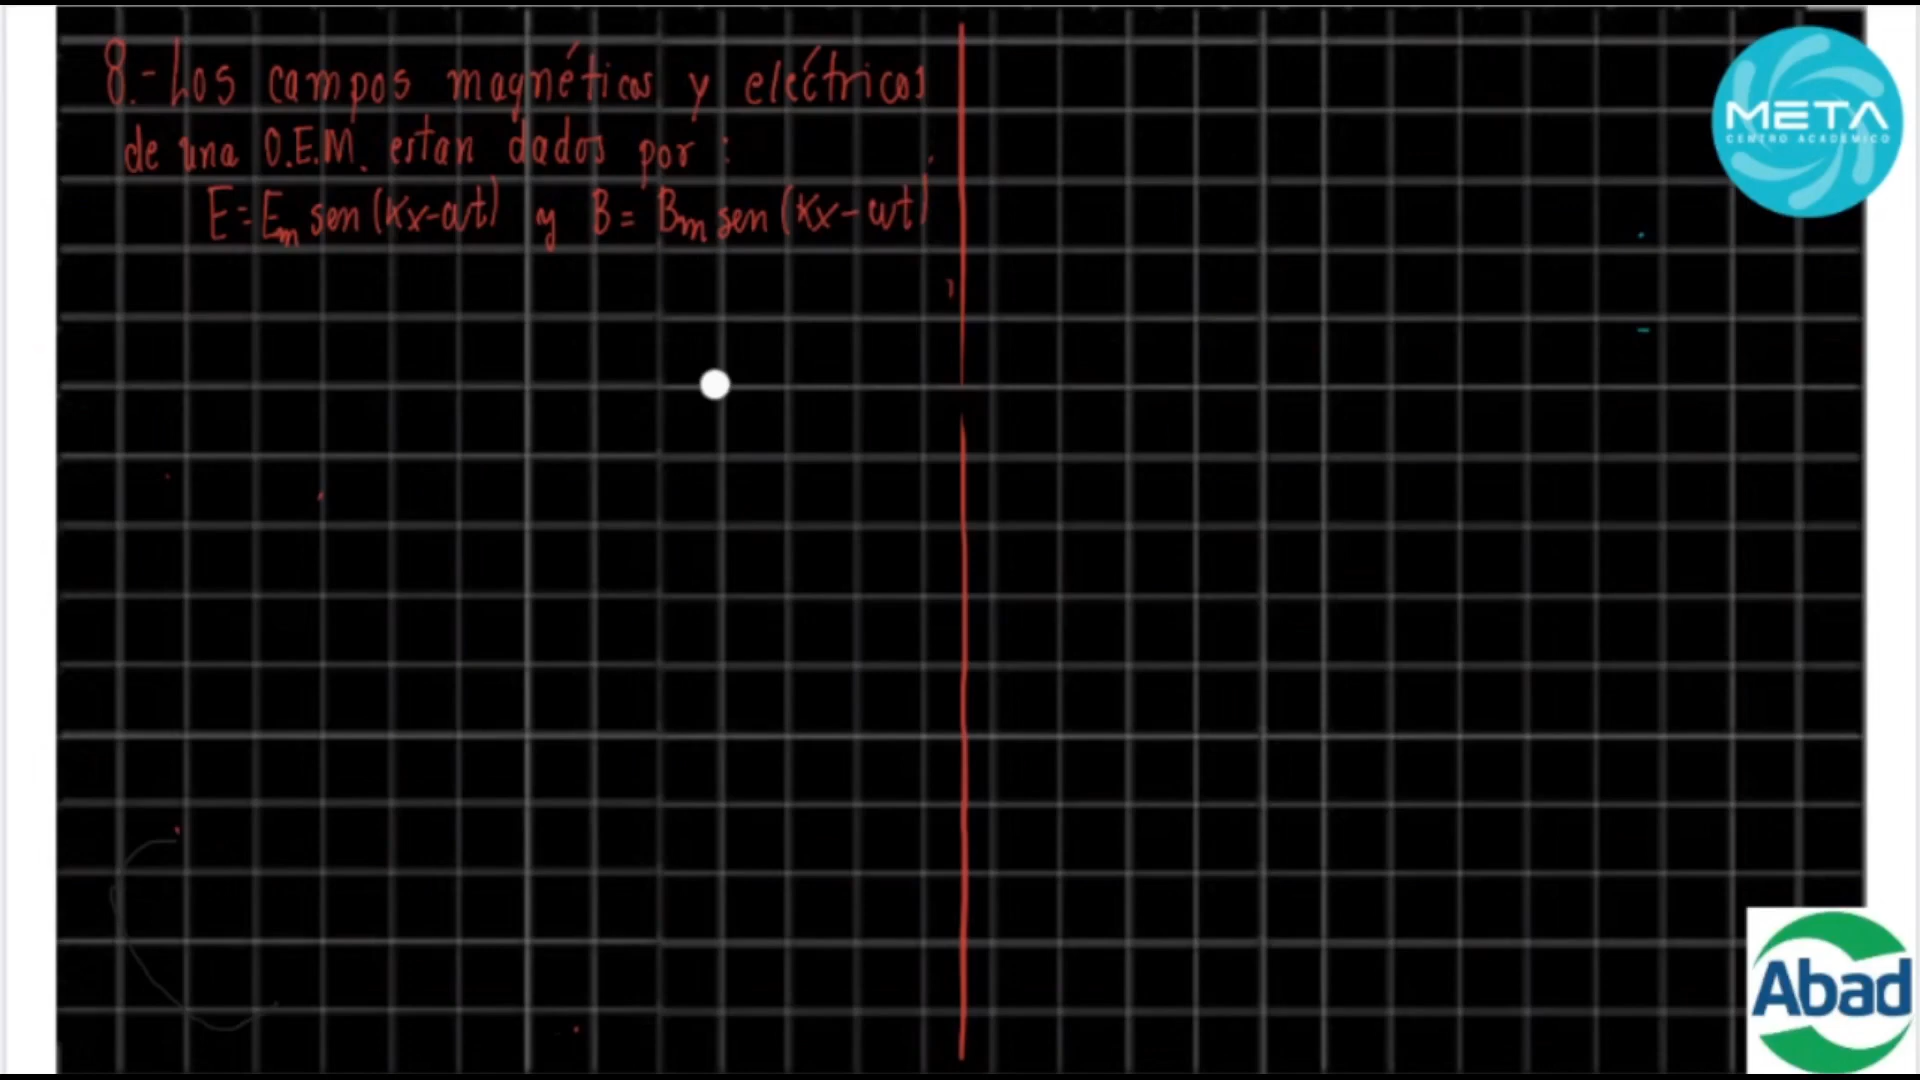 8.- Los campos magnéticos y eléctricos
de una O.E.M. estan dados por:
E = Em sen (Kx-ωt) y B = Bm sen (Kx-ωt)
META
CENTRO ACADÉMICO
Abad